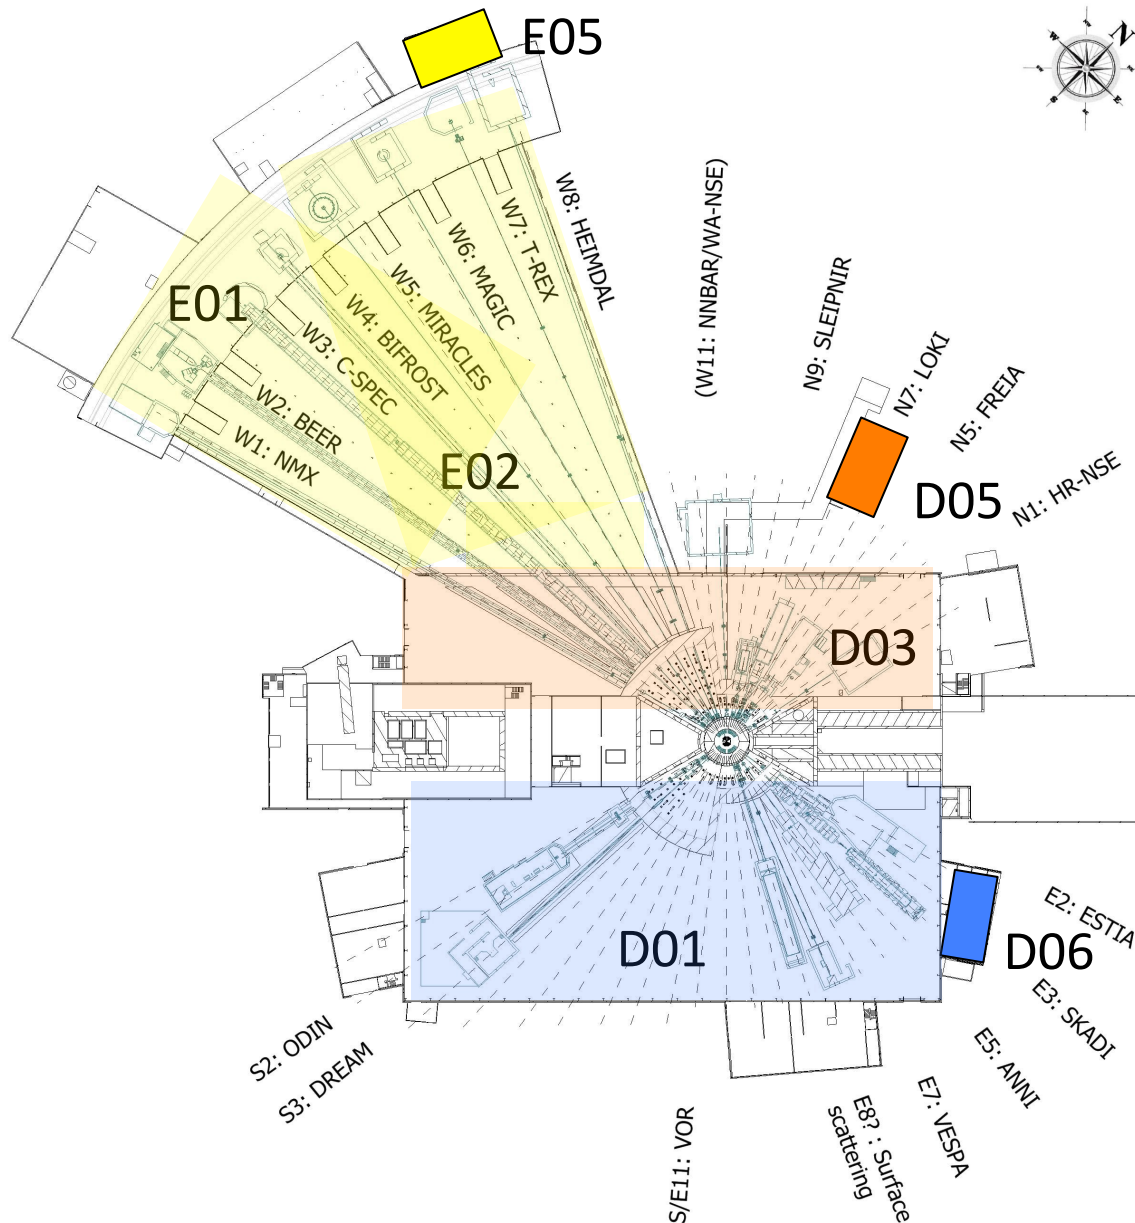 E05
N
W
E
S
W8: HEIMDAL
W7: T-REX
W6: MAGIC
W5: MIRACLES
W4: BIFROST
W3: C-SPEC
W2: BEER
W1: NMX
E01
E02
(W11: NNBAR/WA-NSE)
N9: SLEIPNIR
N7: LOKI
N5: FREIA
N1: HR-NSE
D05
D03
D01
D06
E2: ESTIA
E3: SKADI
E5: ANNI
E7: VESPA
E8? : Surface
scattering
S/E11: VOR
S2: ODIN
S3: DREAM